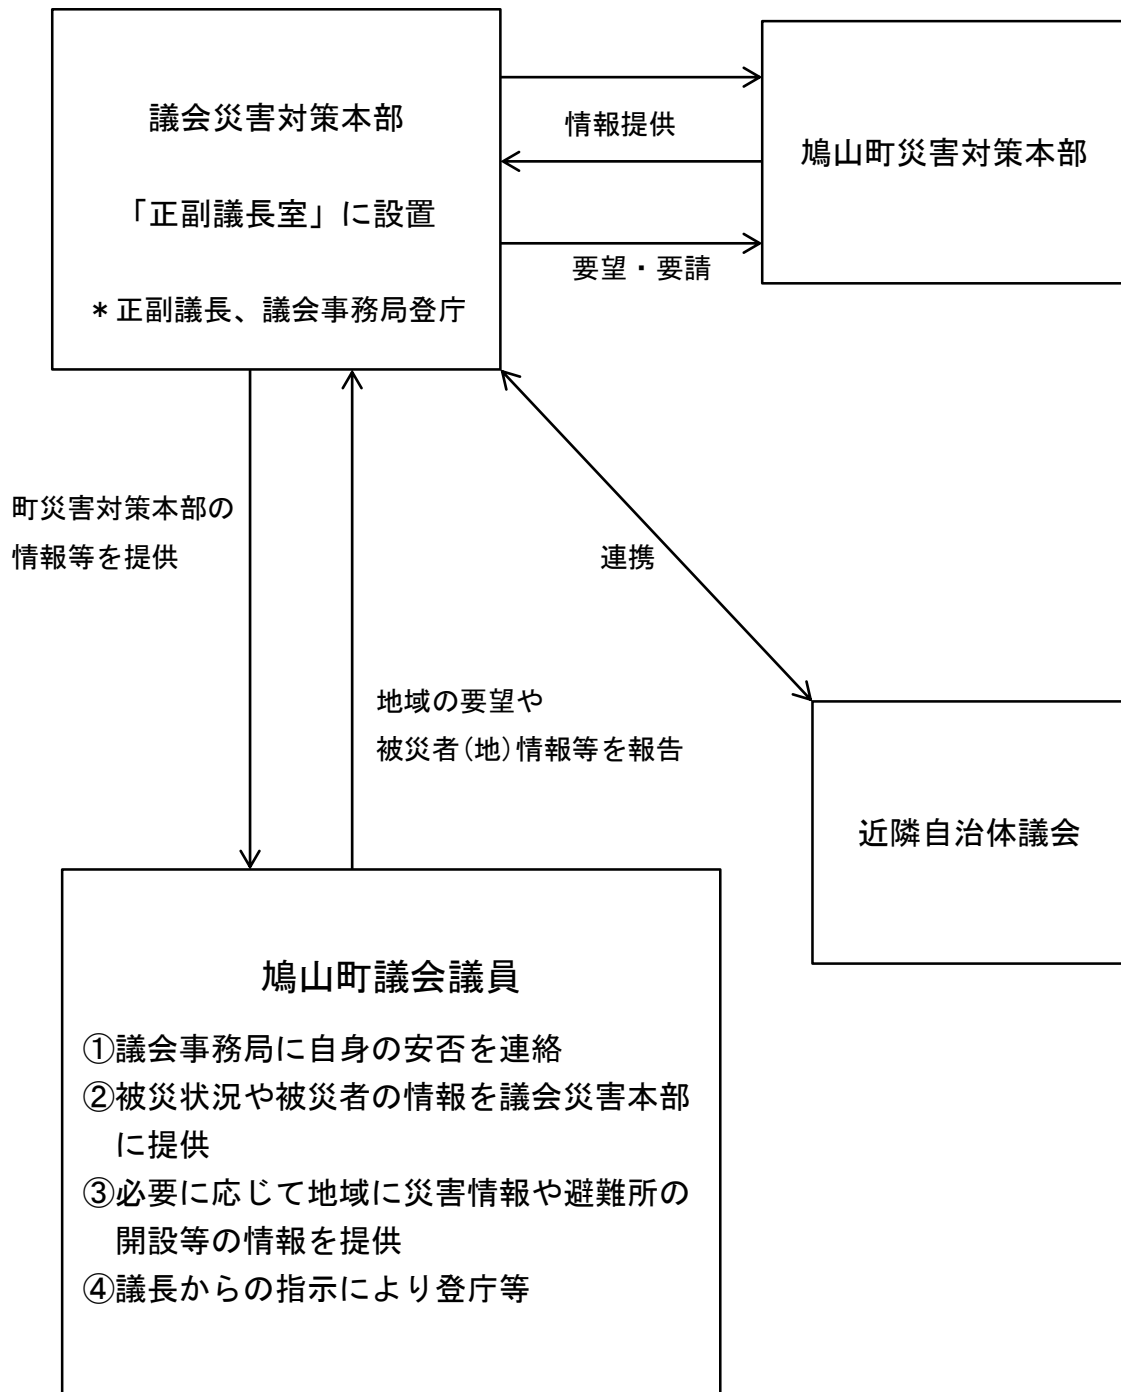 議会災害対策本部
「正副議長室」に設置
＊正副議長、議会事務局登庁
情報提供
要望・要請
鳩山町災害対策本部
町災害対策本部の
情報等を提供
連携
地域の要望や
被災者(地)情報等を報告
近隣自治体議会
鳩山町議会議員
①議会事務局に自身の安否を連絡
②被災状況や被災者の情報を議会災害本部
に提供
③必要に応じて地域に災害情報や避難所の
開設等の情報を提供
④議長からの指示により登庁等